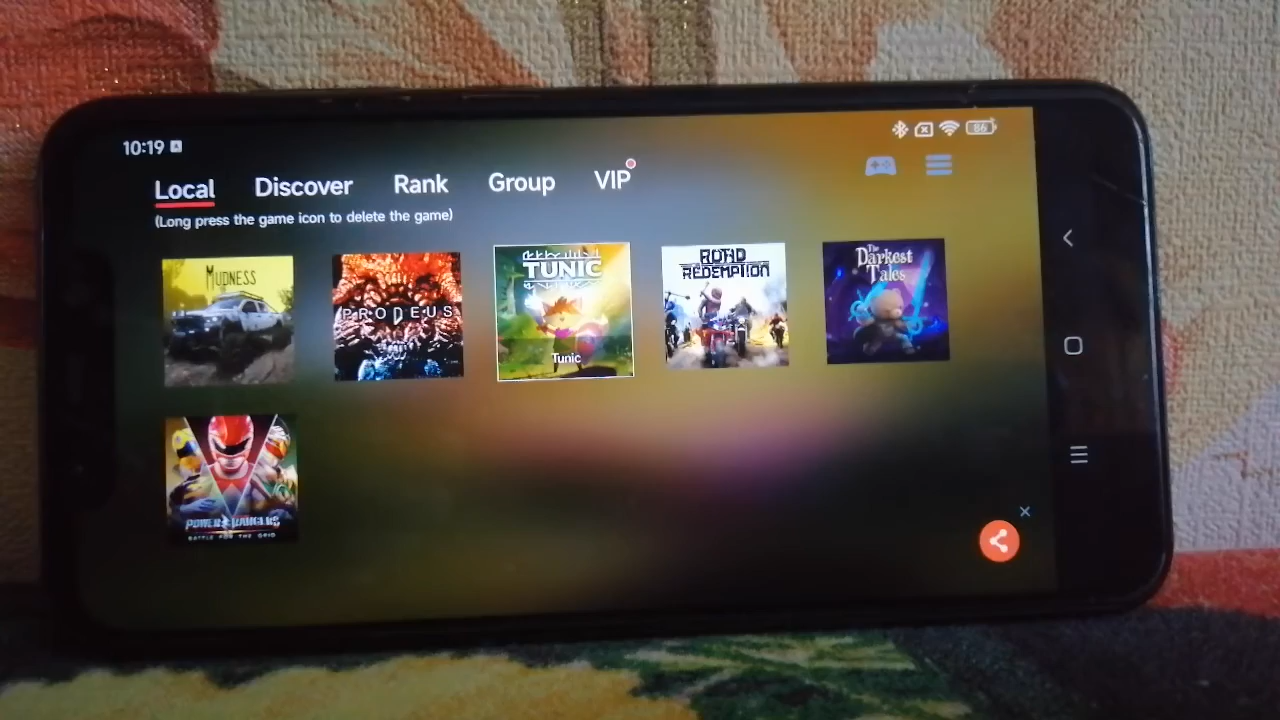 10:19 A
86
Local Discover Rank Group VIP
(Long press the game icon to delete the game)
MUDNESS
PRODEUS
TUNIC
Tunic
ROAD
REDEMPTION
The
Darkest
Tales
POWER RANGERS
BATTLE FOR THE GRID